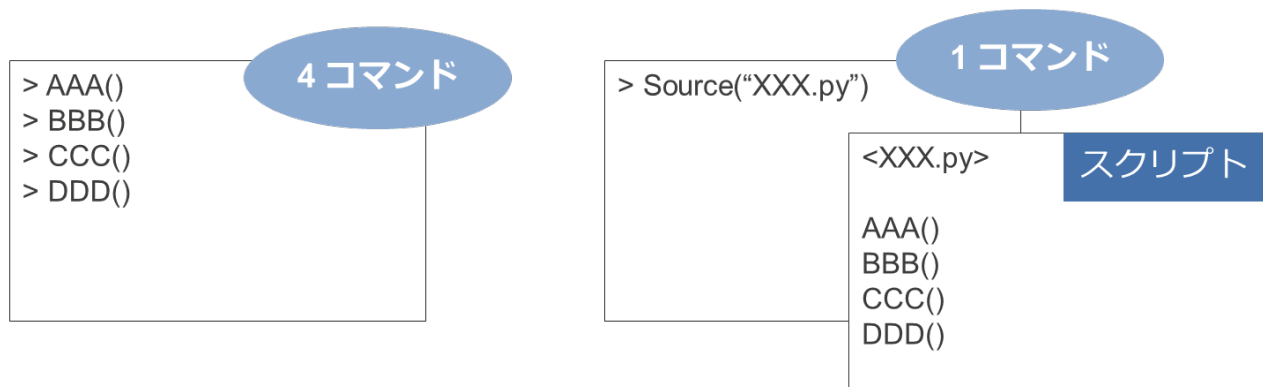 4 コマンド
> AAA()
> BBB()
> CCC()
> DDD()
1 コマンド
> Source(“XXX.py”)
<XXX.py>
スクリプト
AAA()
BBB()
CCC()
DDD()